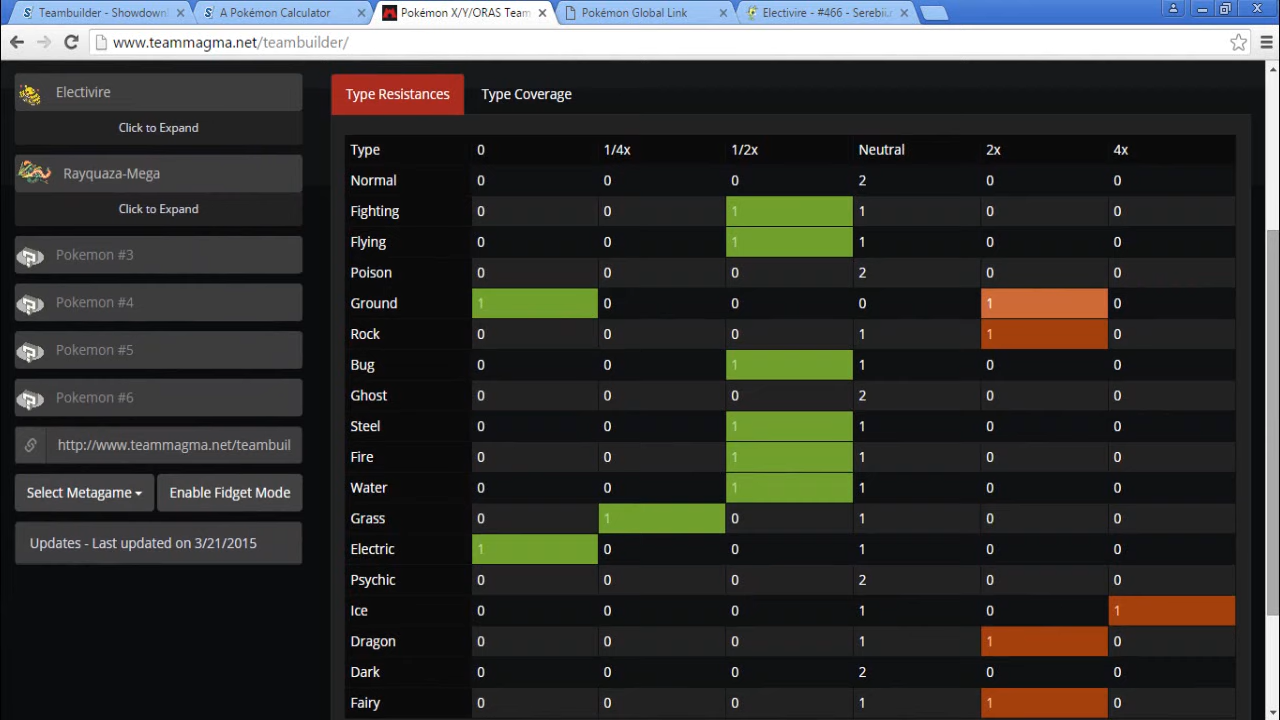 Teambuilder - Showdown!
A Pokémon Calculator
Pokémon X/Y/ORAS Team
Pokémon Global Link
Electivire - #466 - Serebii
www.teammagma.net/teambuilder/
Electivire
Click to Expand
Rayquaza-Mega
Click to Expand
Pokemon #3
Pokemon #4
Pokemon #5
Pokemon #6
http://www.teammagma.net/teambuil
Select Metagame Enable Fidget Mode
Updates - Last updated on 3/21/2015
Type Resistances Type Coverage
Type 0 1/4x 1/2x Neutral 2x 4x
Normal 0 0 0 2 0 0
Fighting 0 0 1 1 0 0
Flying 0 0 1 1 0 0
Poison 0 0 0 2 0 0
Ground 1 0 0 0 1 0
Rock 0 0 0 1 1 0
Bug 0 0 1 1 0 0
Ghost 0 0 0 2 0 0
Steel 0 0 1 1 0 0
Fire 0 0 1 1 0 0
Water 0 0 1 1 0 0
Grass 0 1 0 1 0 0
Electric 1 0 0 1 0 0
Psychic 0 0 0 2 0 0
Ice 0 0 0 1 0 1
Dragon 0 0 0 1 1 0
Dark 0 0 0 2 0 0
Fairy 0 0 0 1 1 0